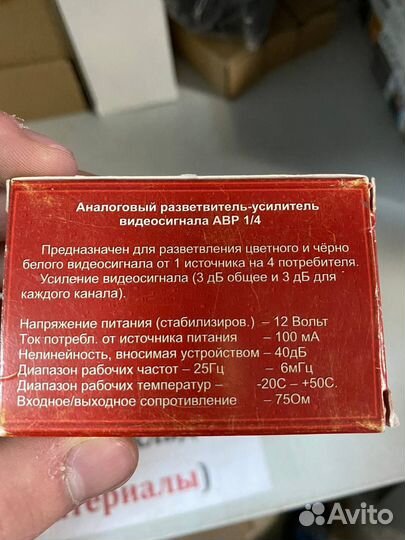 Аналоговый разветвитель-усилитель
видеосигнала АВР 1/4
Предназначен для разветвления цветного и чёрно
белого видеосигнала от 1 источника на 4 потребителя.
Усиление видеосигнала (3 дБ общее и 3 дБ для
каждого канала).
Напряжение питания (стабилизиров.) – 12 Вольт
Ток потребл. от источника питания – 100 мА
Нелинейность, вносимая устройством – 40дБ
Диапазон рабочих частот – 25Гц – 6мГц
Диапазон рабочих температур – -20С – +50С.
Входное/выходное сопротивление – 75Ом
териалы)
Avito